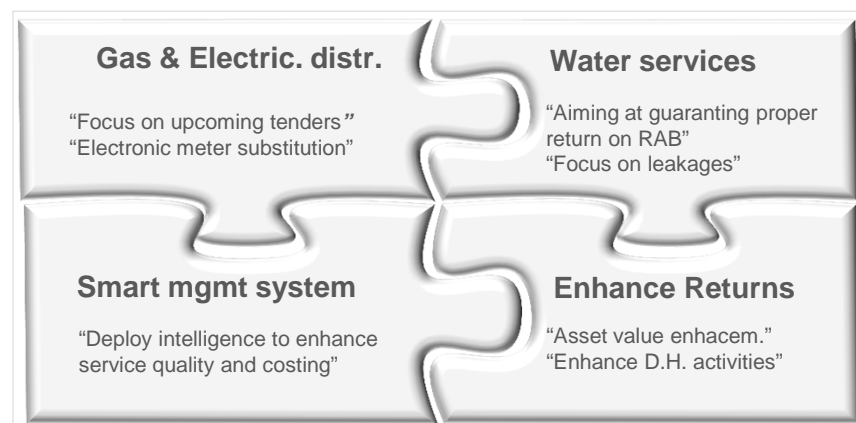 Gas & Electric. distr.
“Focus on upcoming tenders”
“Electronic meter substitution”
Water services
“Aiming at guaranting proper
return on RAB”
“Focus on leakages”
Smart mgmt system
“Deploy intelligence to enhance
service quality and costing”
Enhance Returns
“Asset value enhacem.”
“Enhance D.H. activities”